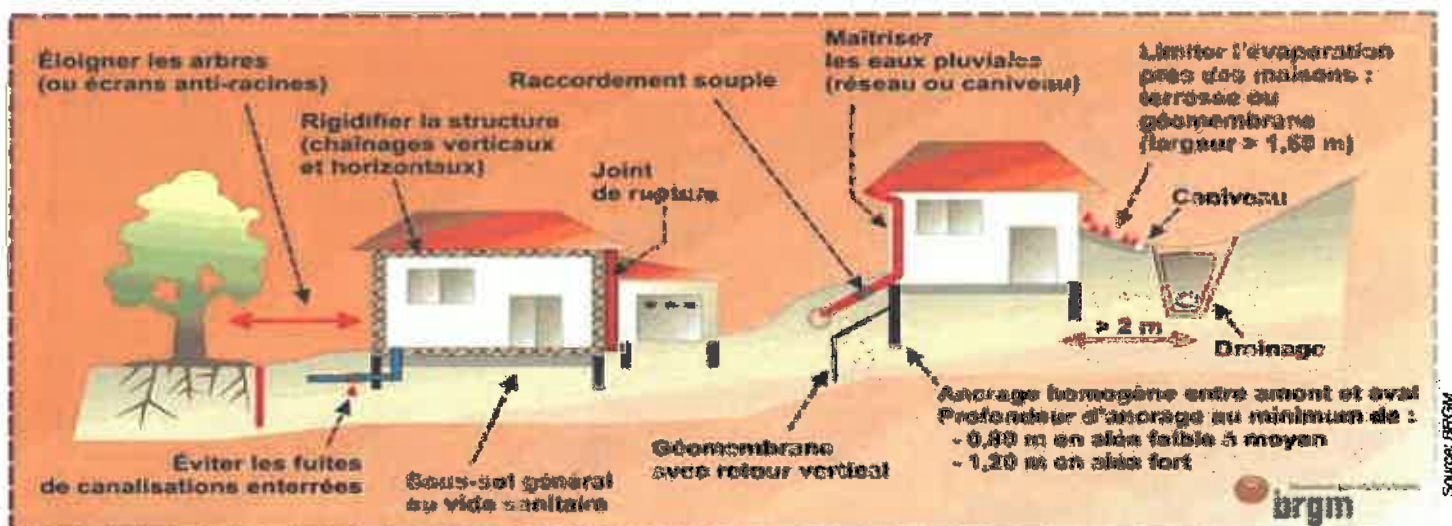 Éloigner les arbres
(ou écrans anti-racines)
Rigidifier la structure
(chaînages verticaux
et horizontaux)
Joint
de rupture
Raccordement souple
Maîtriser
les eaux pluviales
(réseau ou caniveau)
Limiter l'évaporation
près des maisons :
terrasse ou
géomembrane
(largeur > 1,50 m)
Caniveau
> 2 m
Drainage
Éviter les fuites
de canalisations enterrées
Sous-sol général
ou vide sanitaire
Géomembrane
avec retour vertical
Ancrage homogène entre amont et aval
Profondeur d'ancrage au minimum de :
- 0,80 m en aléa faible à moyen
- 1,20 m en aléa fort
brgm
Source: BRGM